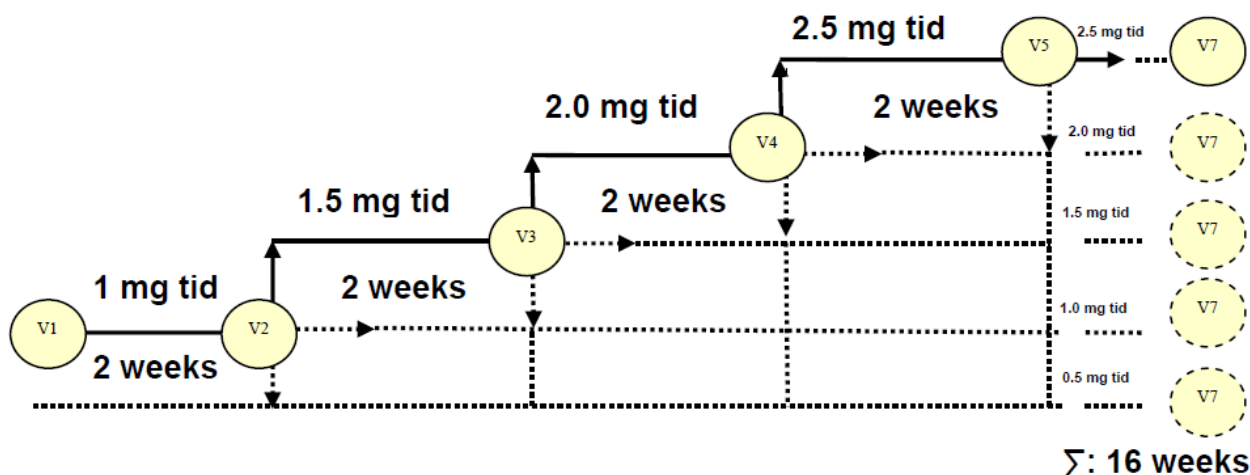 2.5 mg tid
V5
2.5 mg tid
V7
2.0 mg tid
V4
2 weeks
2.0 mg tid
V7
1.5 mg tid
V3
2 weeks
1.5 mg tid
V7
1 mg tid
2 weeks
V1
V2
1.0 mg tid
V7
2 weeks
0.5 mg tid
V7
∑: 16 weeks